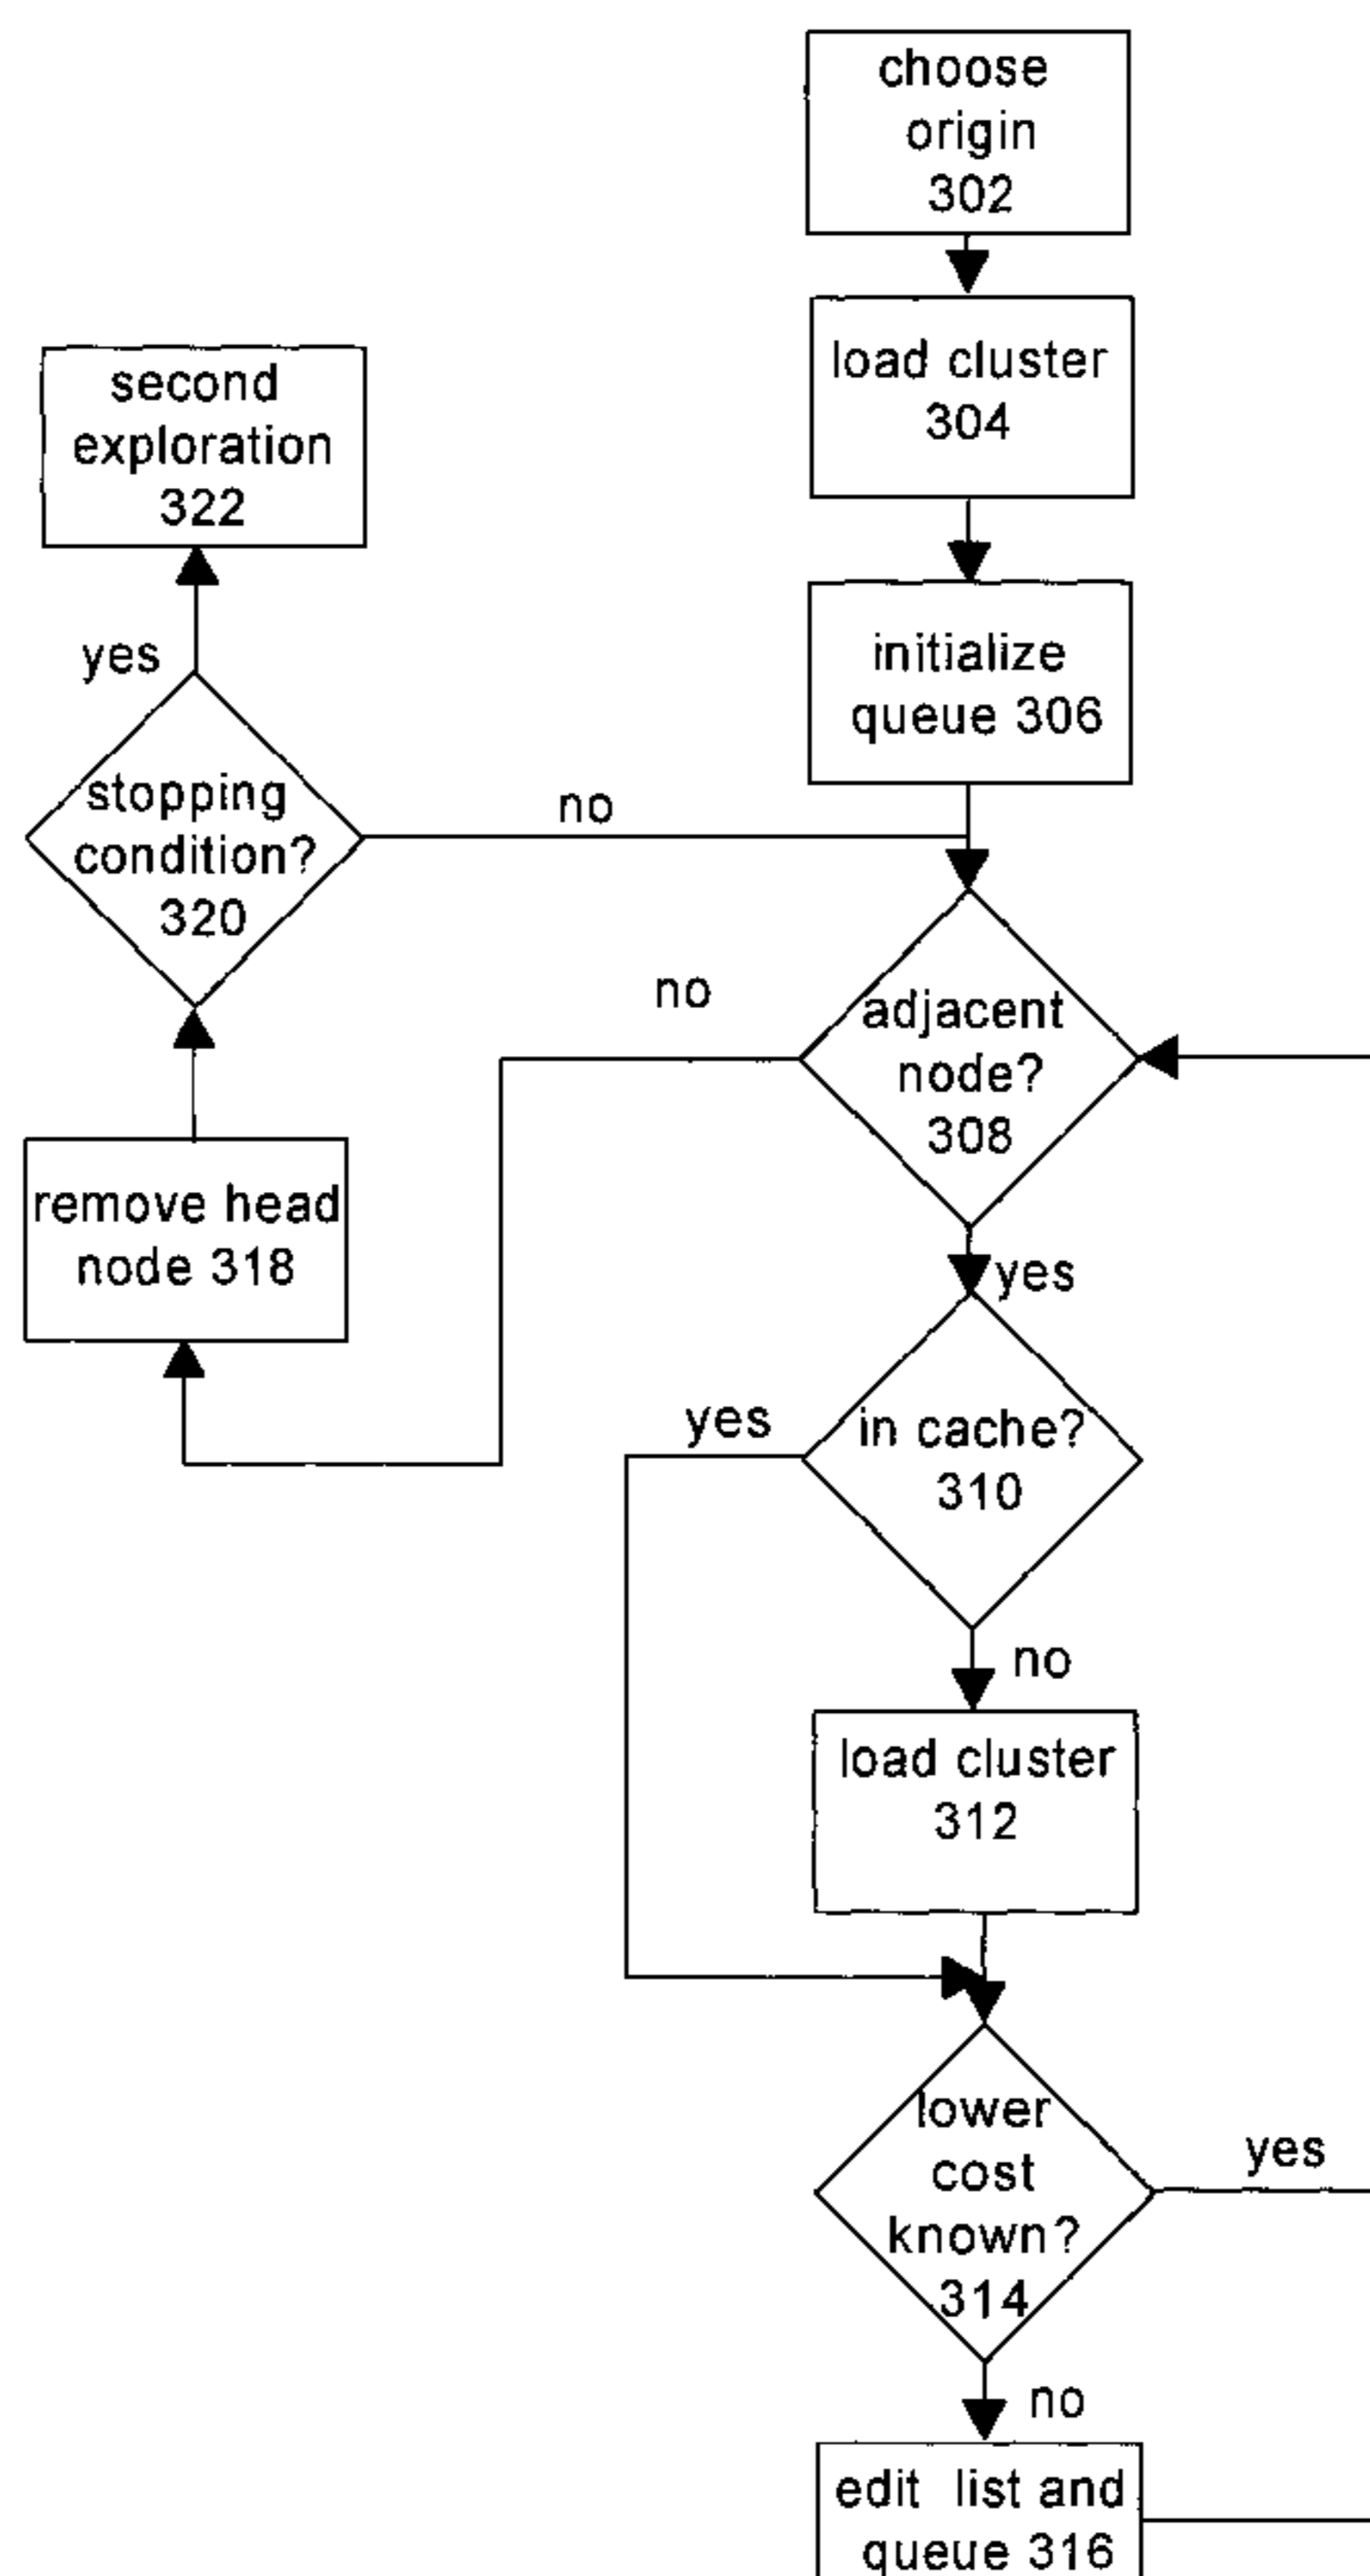 choose
origin
302
load cluster
304
second
exploration
322
initialize
queue 306
yes
stopping
condition?
320
no
no
adjacent
node?
308
remove head
node 318
yes
yes
in cache?
310
no
load cluster
312
lower
cost
known?
314
yes
no
edit list and
queue 316